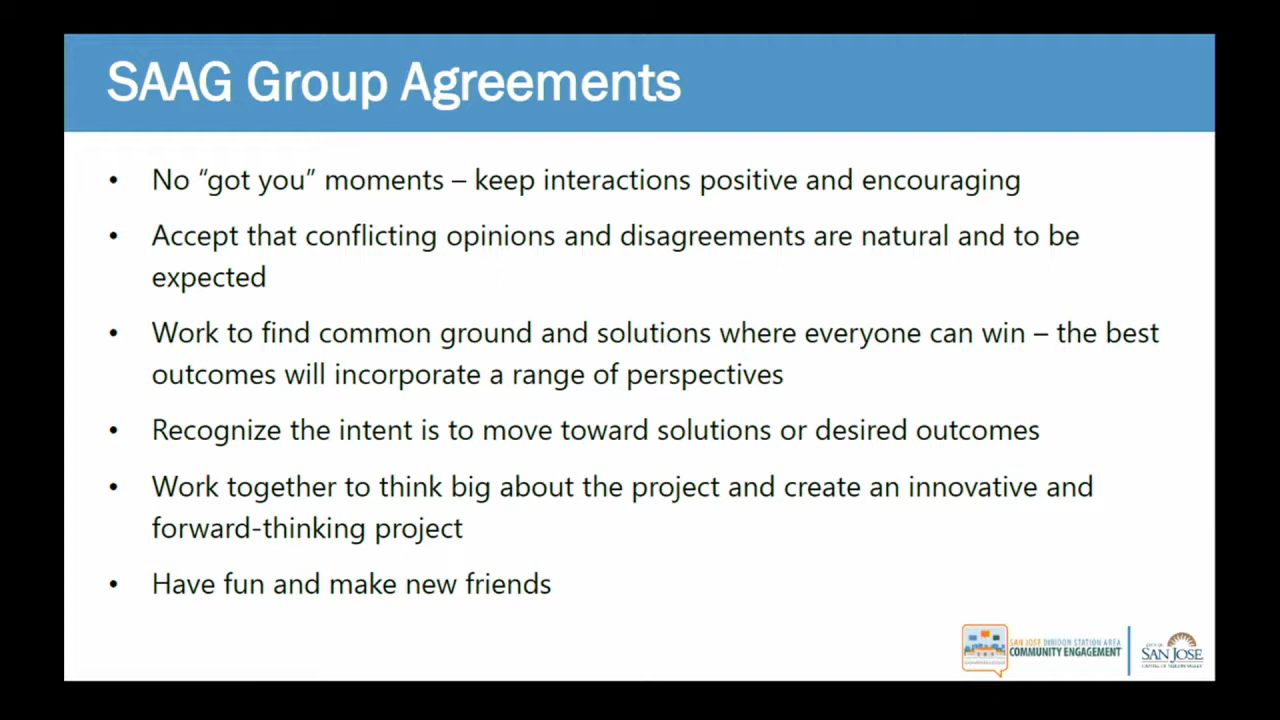 SAAG Group Agreements
• No “got you” moments – keep interactions positive and encouraging
• Accept that conflicting opinions and disagreements are natural and to be
expected
• Work to find common ground and solutions where everyone can win – the best
outcomes will incorporate a range of perspectives
• Recognize the intent is to move toward solutions or desired outcomes
• Work together to think big about the project and create an innovative and
forward-thinking project
• Have fun and make new friends
SAN JOSE DIRIDON STATION AREA
COMMUNITY ENGAGEMENT
CITY OF
SAN JOSE
CAPITAL OF SILICON VALLEY